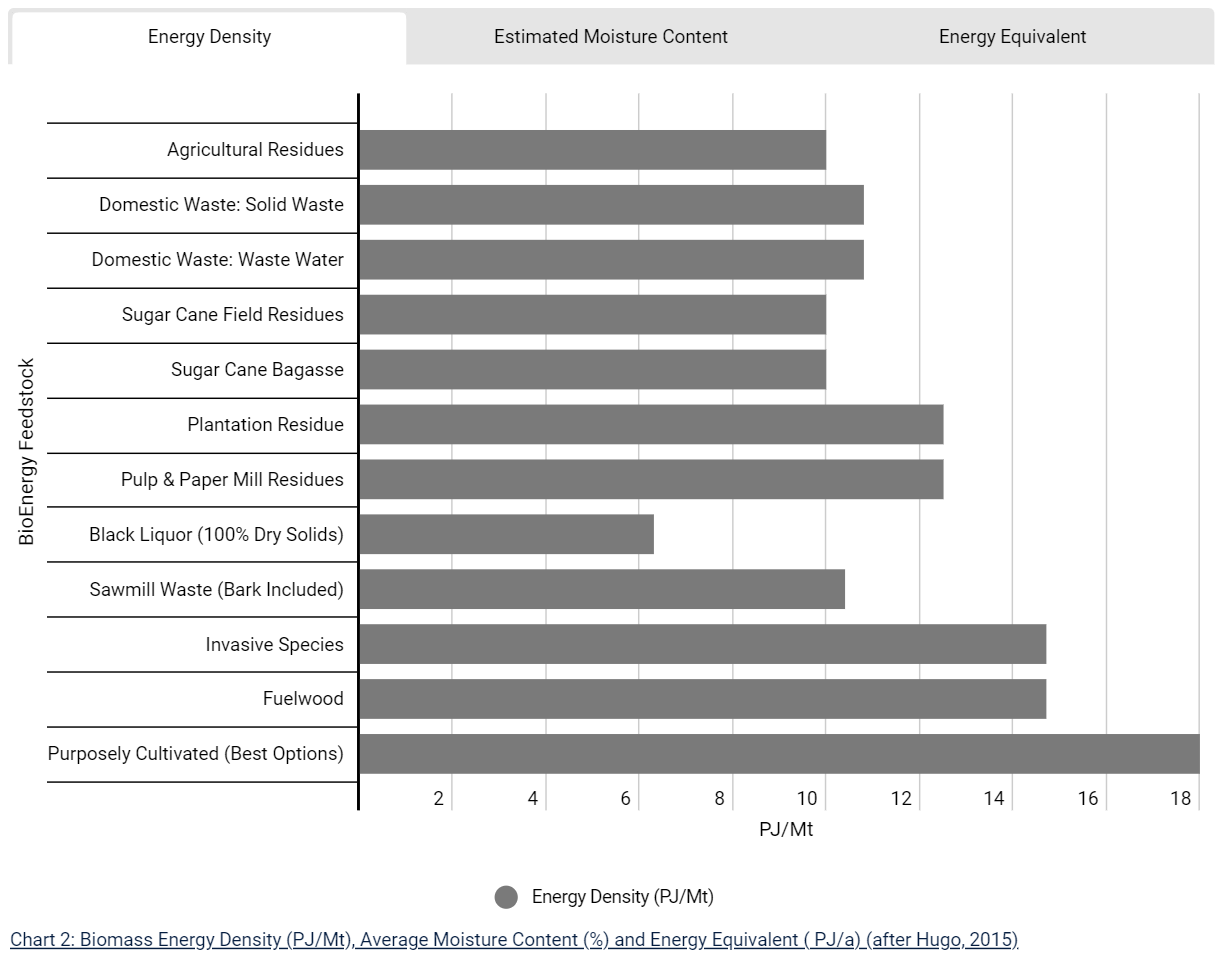 Energy Density
Estimated Moisture Content
Energy Equivalent
BioEnergy Feedstock
Agricultural Residues
Domestic Waste: Solid Waste
Domestic Waste: Waste Water
Sugar Cane Field Residues
Sugar Cane Bagasse
Plantation Residue
Pulp & Paper Mill Residues
Black Liquor (100% Dry Solids)
Sawmill Waste (Bark Included)
Invasive Species
Fuelwood
Purposely Cultivated (Best Options)
2 4 6 8 10 12 14 16 18
PJ/Mt
Energy Density (PJ/Mt)
Chart 2: Biomass Energy Density (PJ/Mt), Average Moisture Content (%) and Energy Equivalent ( PJ/a) (after Hugo, 2015)